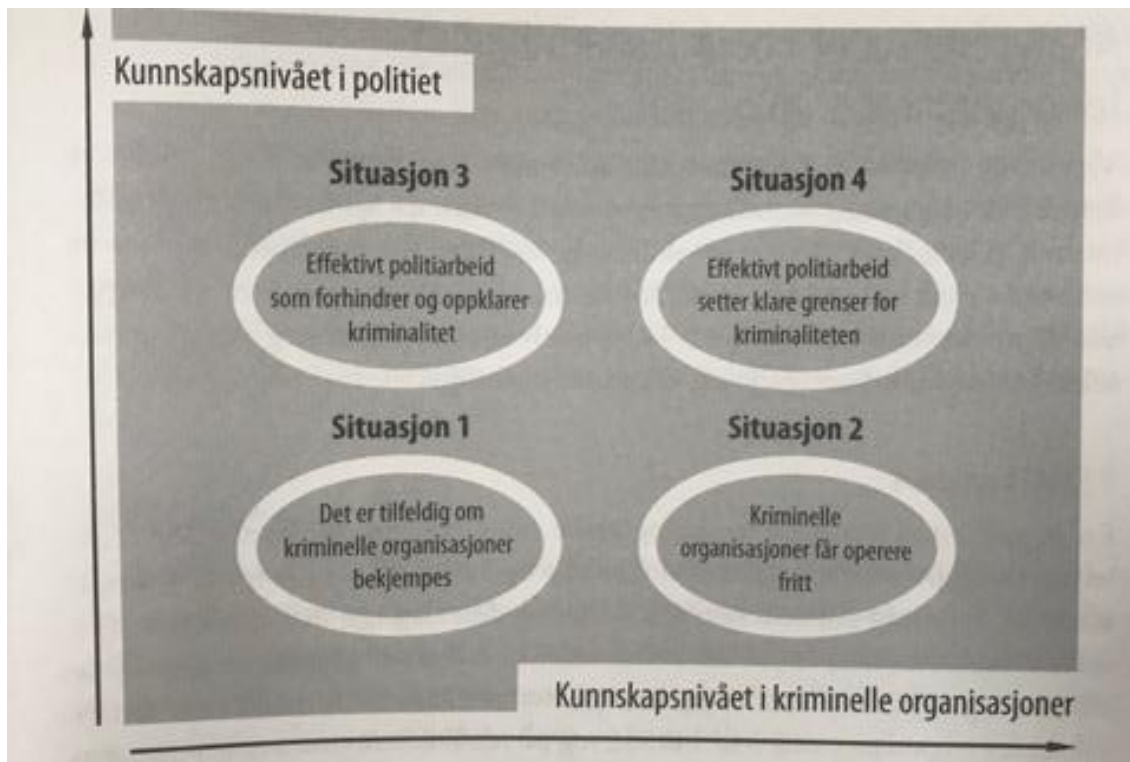 Kunnskapsnivået i politiet
Situasjon 3
Effektivt politiarbeid
som forhindrer og oppklarer
kriminalitet
Situasjon 4
Effektivt politiarbeid
setter klare grenser for
kriminaliteten
Situasjon 1
Det er tilfeldig om
kriminelle organisasjoner
bekjempes
Situasjon 2
Kriminelle
organisasjoner får operere
fritt
Kunnskapsnivået i kriminelle organisasjoner